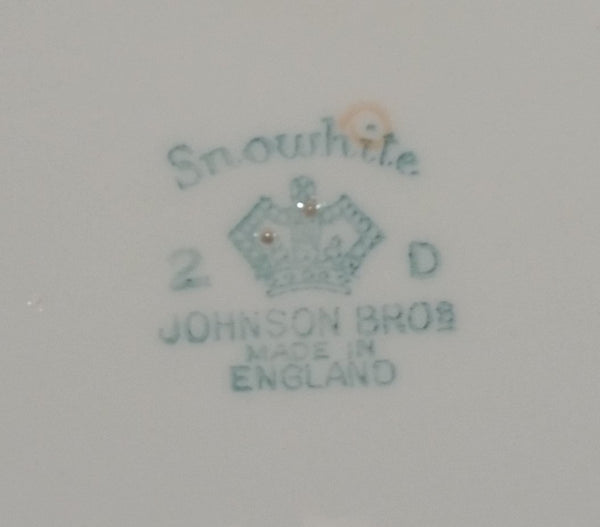 Snowhite
2 D
JOHNSON BROS
MADE IN
ENGLAND